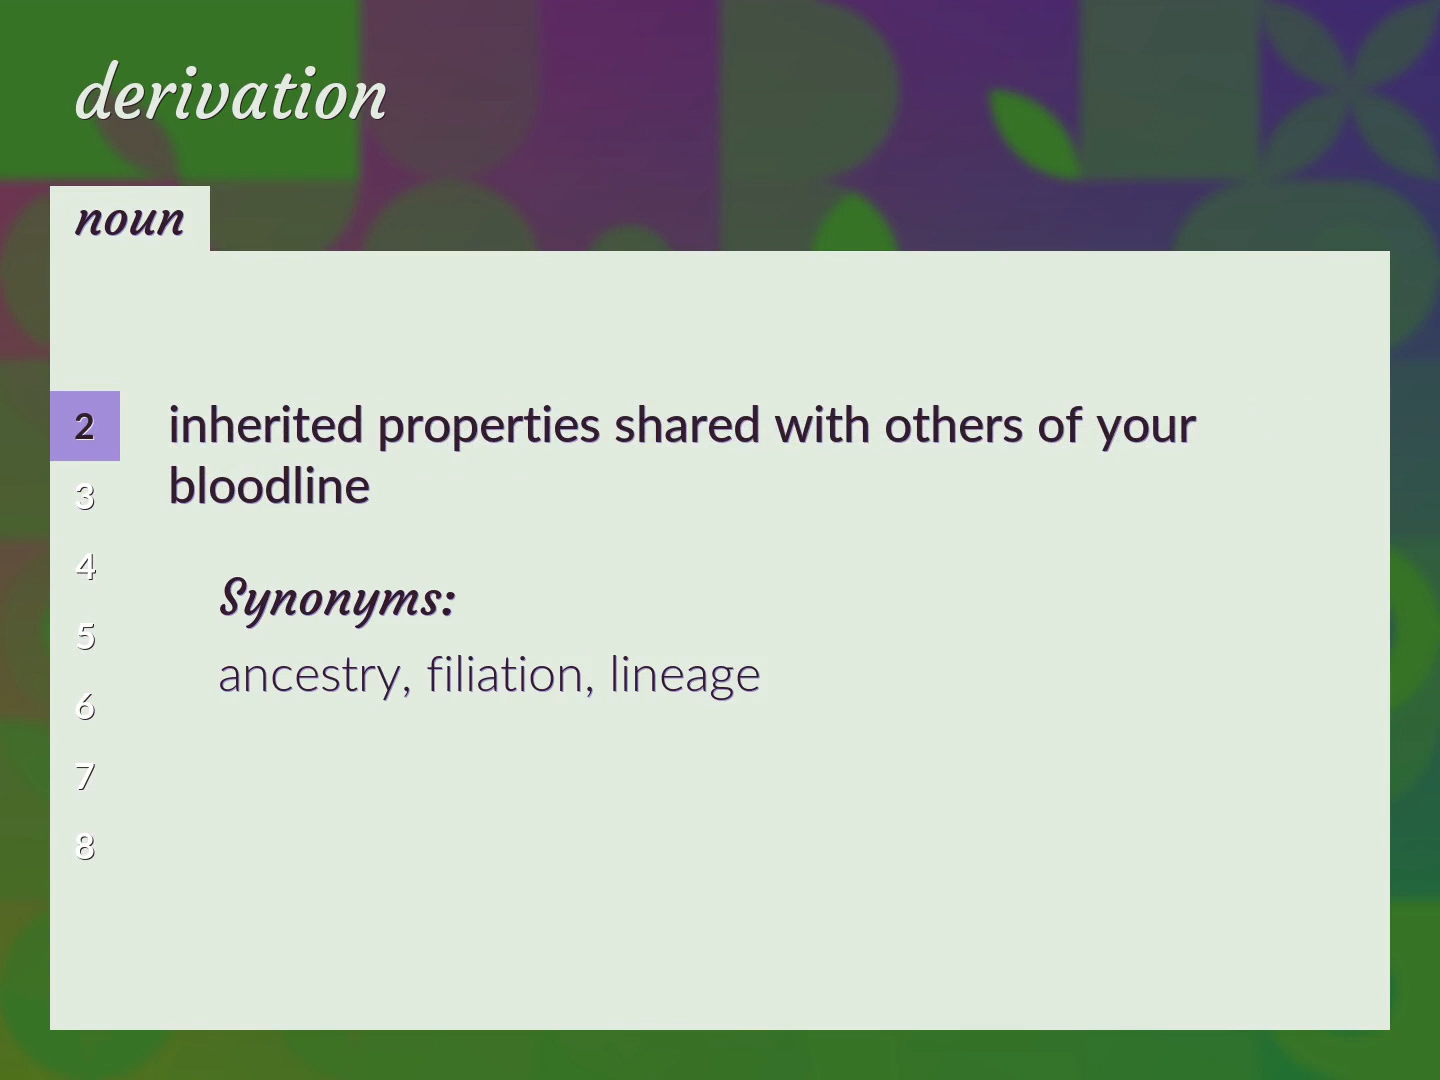 derivation
noun
2
inherited properties shared with others of your
bloodline
3
4
Synonyms:
5
ancestry, filiation, lineage
6
7
8